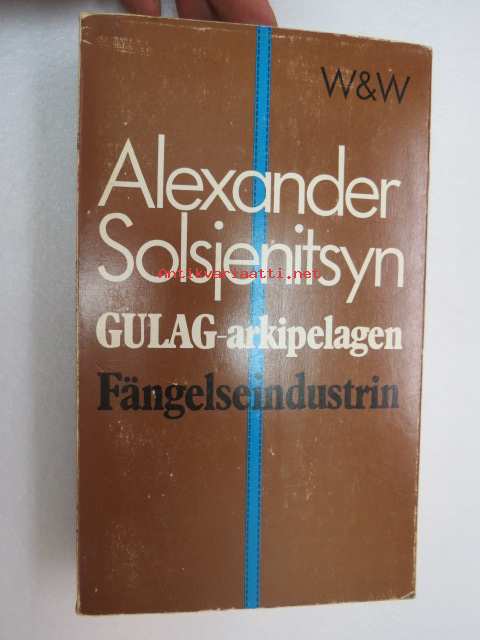 W&W
Alexander
Solsjenitsyn
Antikvariaatti.net
GULAG-arkipelagen
Fängelseindustrin